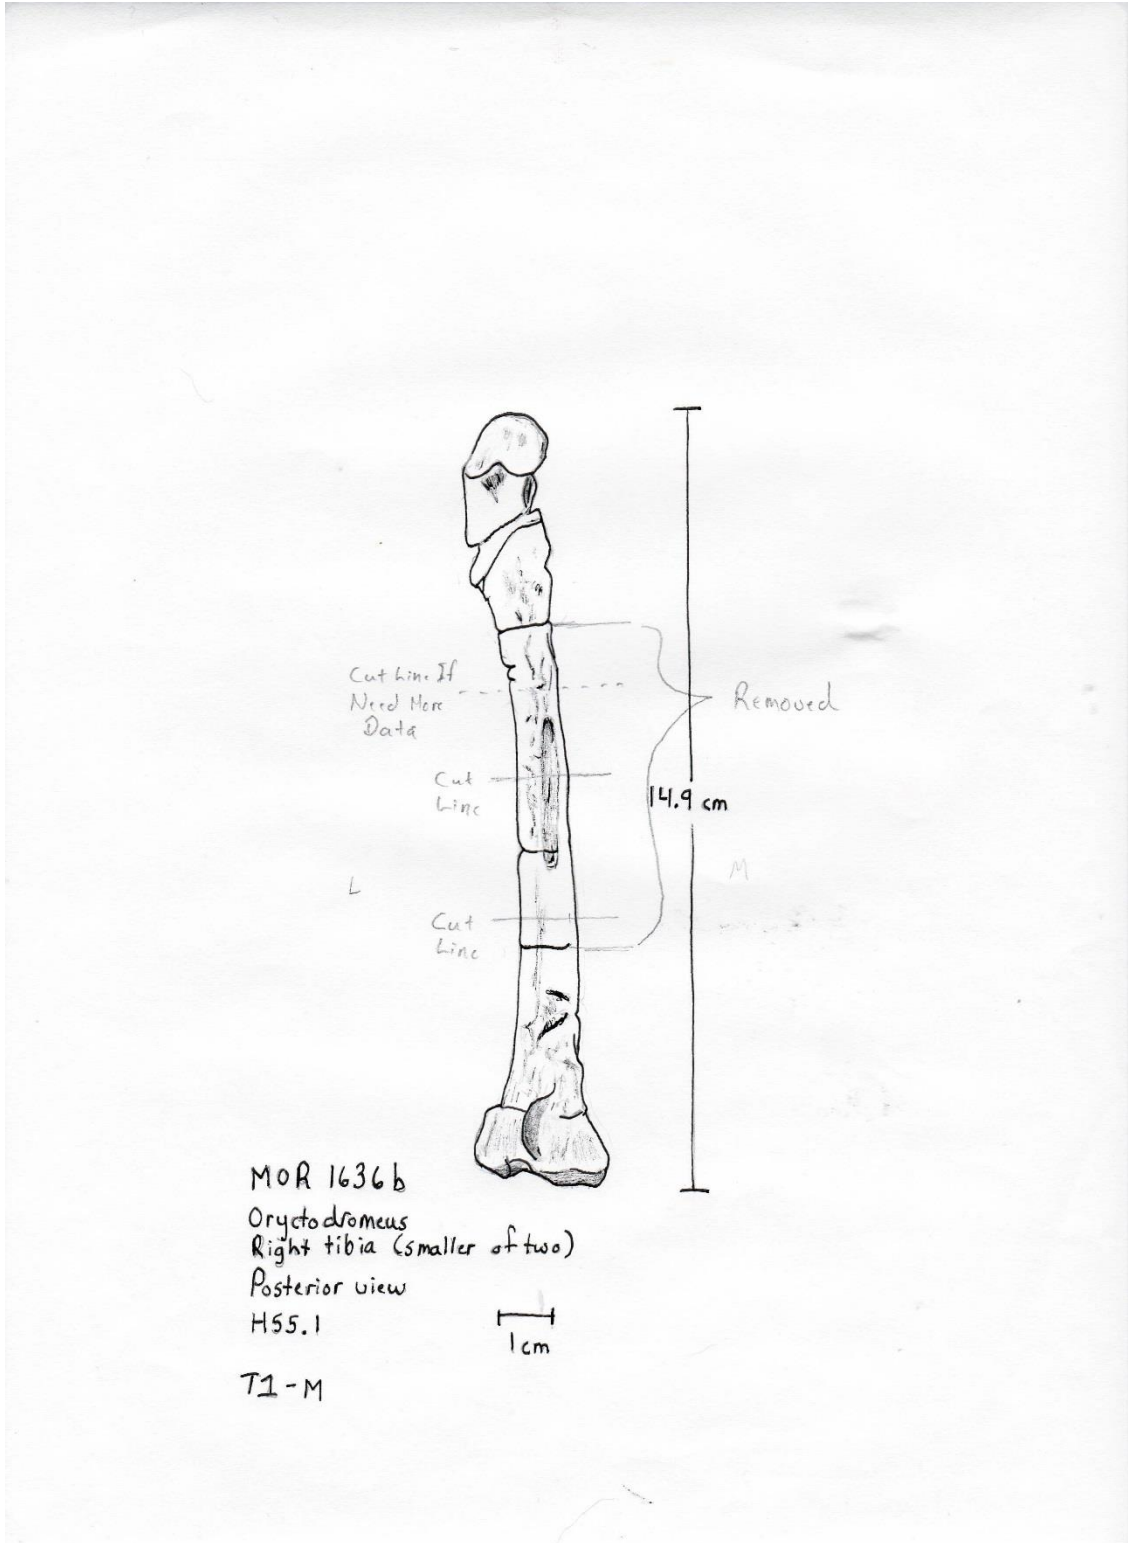 Cut Line If
Need More
Data
Removed
Cut
Line
14.9 cm
L
M
Cut
Line
MOR 1636b
Oryctodromeus
Right tibia (smaller of two)
Posterior view
H55.1
1cm
T1-M